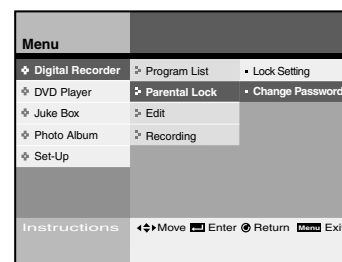 Menu
Digital Recorder
DVD Player
Juke Box
Photo Album
Set-Up
Program List
Parental Lock
Edit
Recording
Lock Setting
Change Password
Instructions Move Enter Return Menu Exi